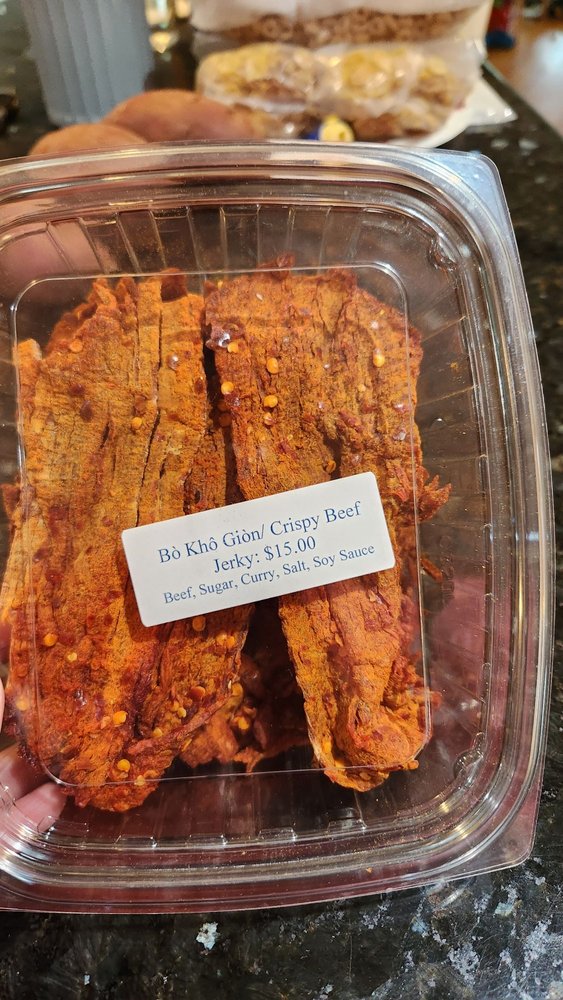 Bò Khô Giòn/ Crispy Beef
Jerky: $15.00
Beef, Sugar, Curry, Salt, Soy Sauce